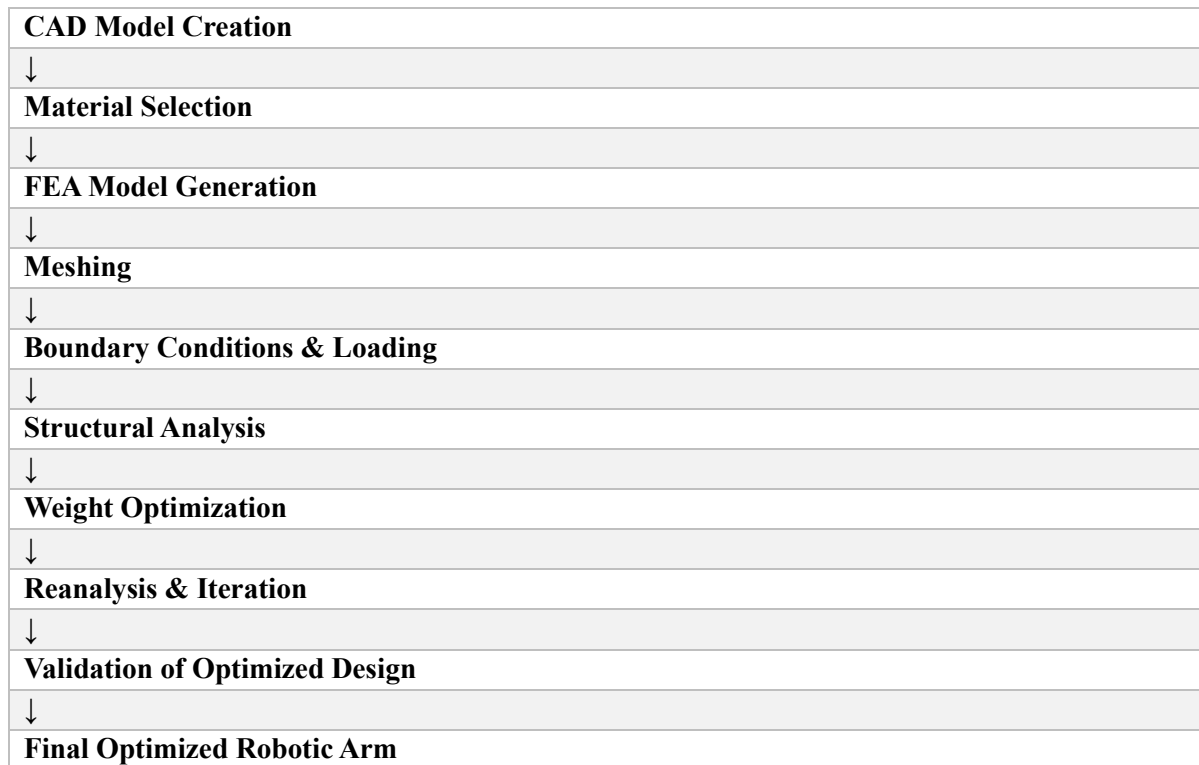 CAD Model Creation
↓
Material Selection
↓
FEA Model Generation
↓
Meshing
↓
Boundary Conditions & Loading
↓
Structural Analysis
↓
Weight Optimization
↓
Reanalysis & Iteration
↓
Validation of Optimized Design
↓
Final Optimized Robotic Arm